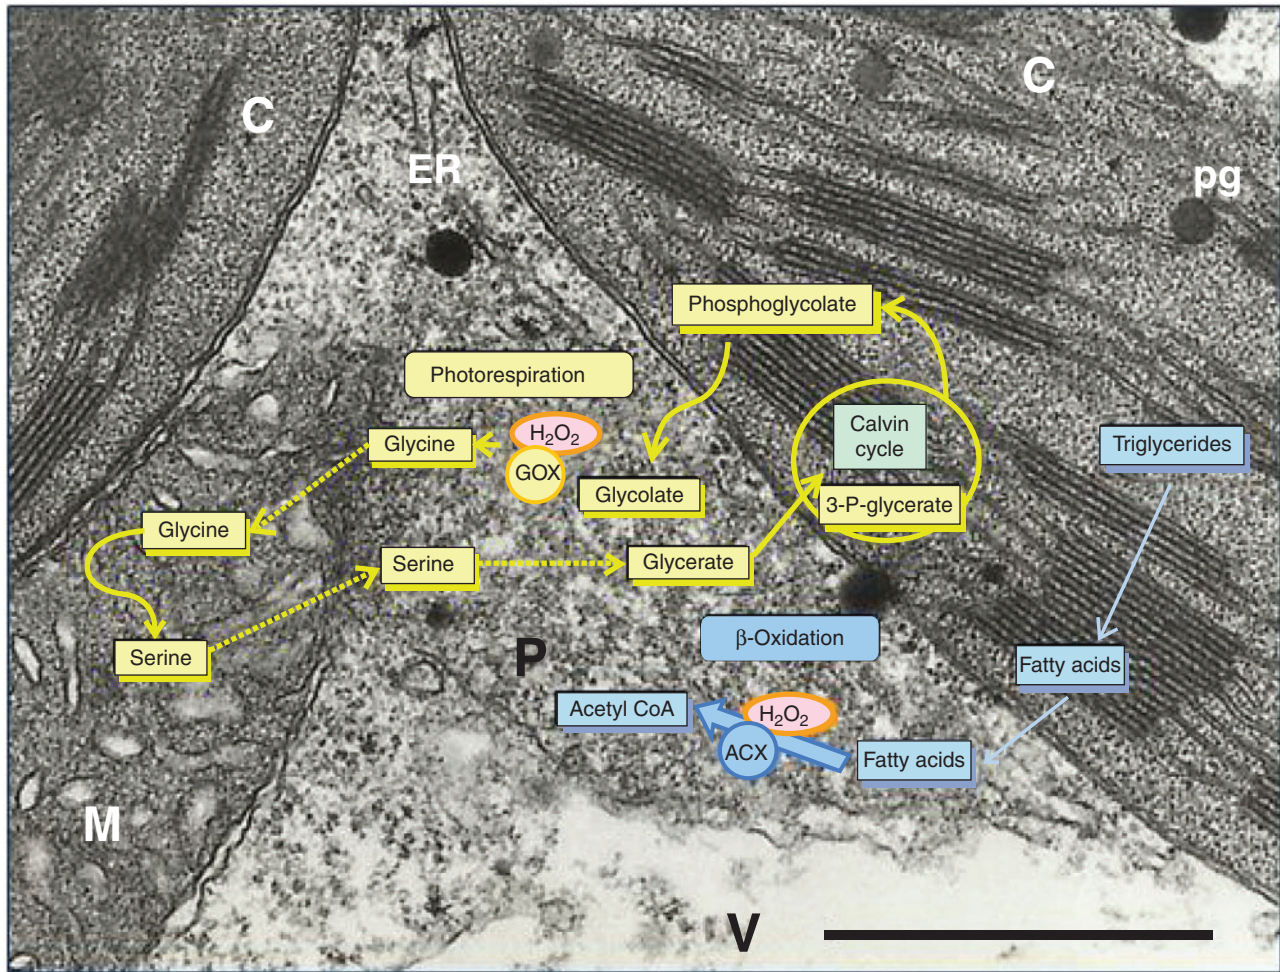 C
C
ER
pg
Phosphoglycolate
Photorespiration
Calvin
cycle
H₂O₂
Glycine
Triglycerides
GOX
Glycolate
3-P-glycerate
Glycine
Serine
Glycerate
β-Oxidation
Serine
P
Fatty acids
Acetyl CoA
H₂O₂
ACX
Fatty acids
M
V